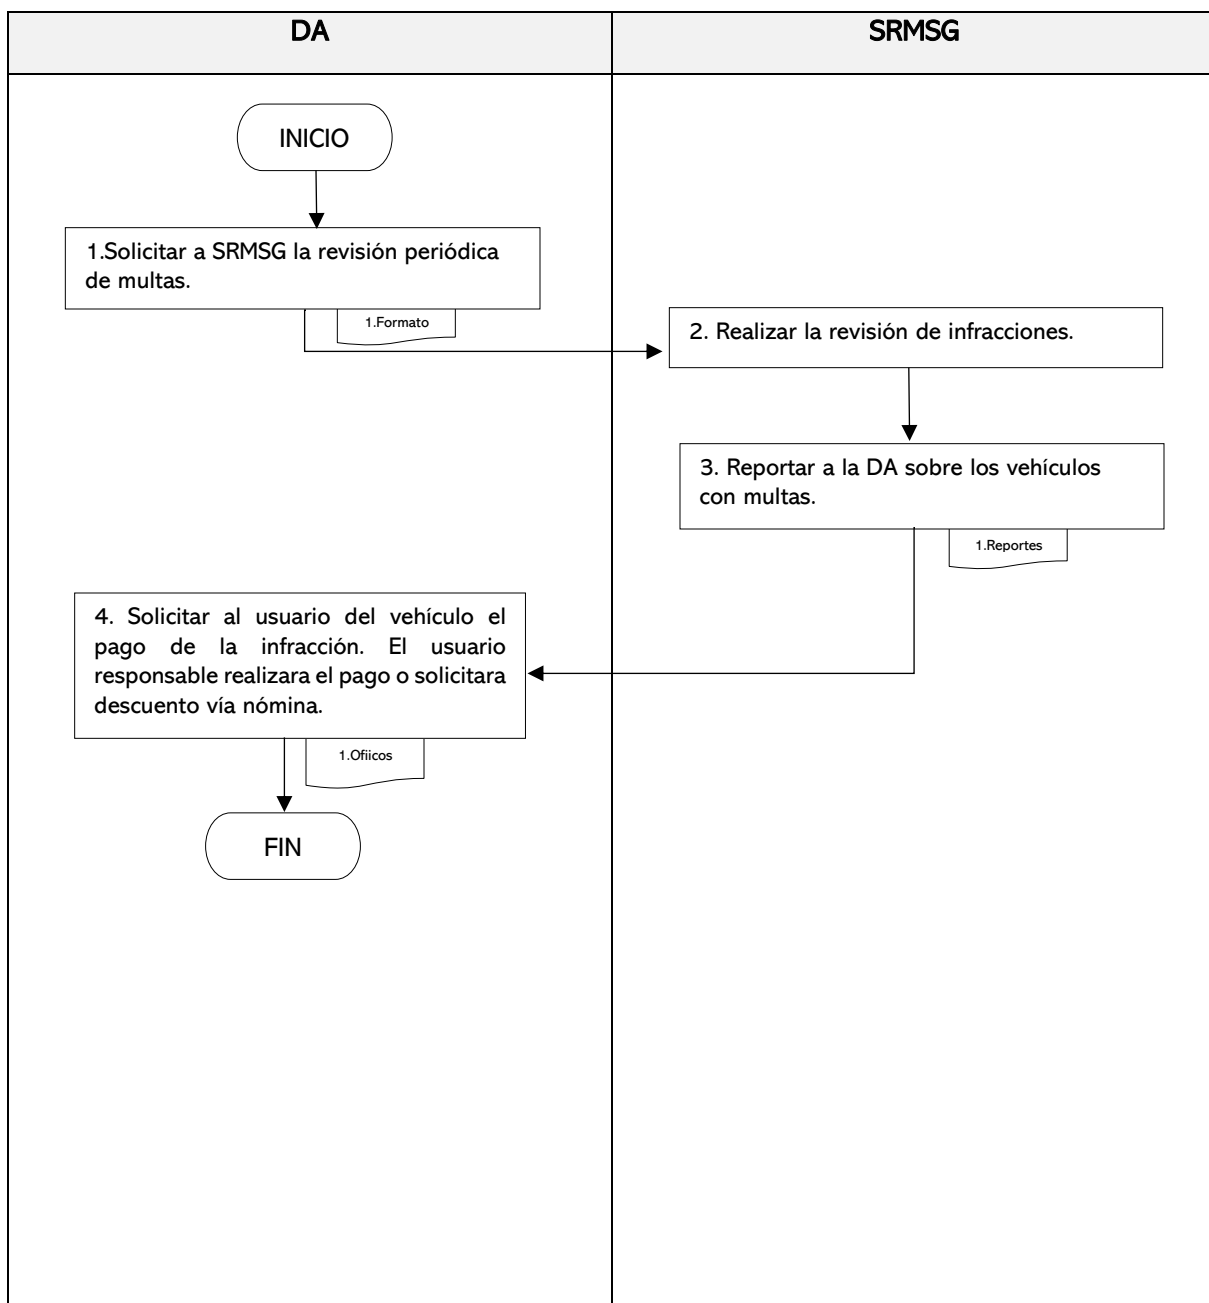 DA
SRMSG
INICIO
1.Solicitar a SRMSG la revisión periódica
de multas.
1.Formato
2. Realizar la revisión de infracciones.
3. Reportar a la DA sobre los vehículos
con multas.
1.Reportes
4. Solicitar al usuario del vehículo el
pago de la infracción. El usuario
responsable realizara el pago o solicitara
descuento vía nómina.
1.Ofiicos
FIN